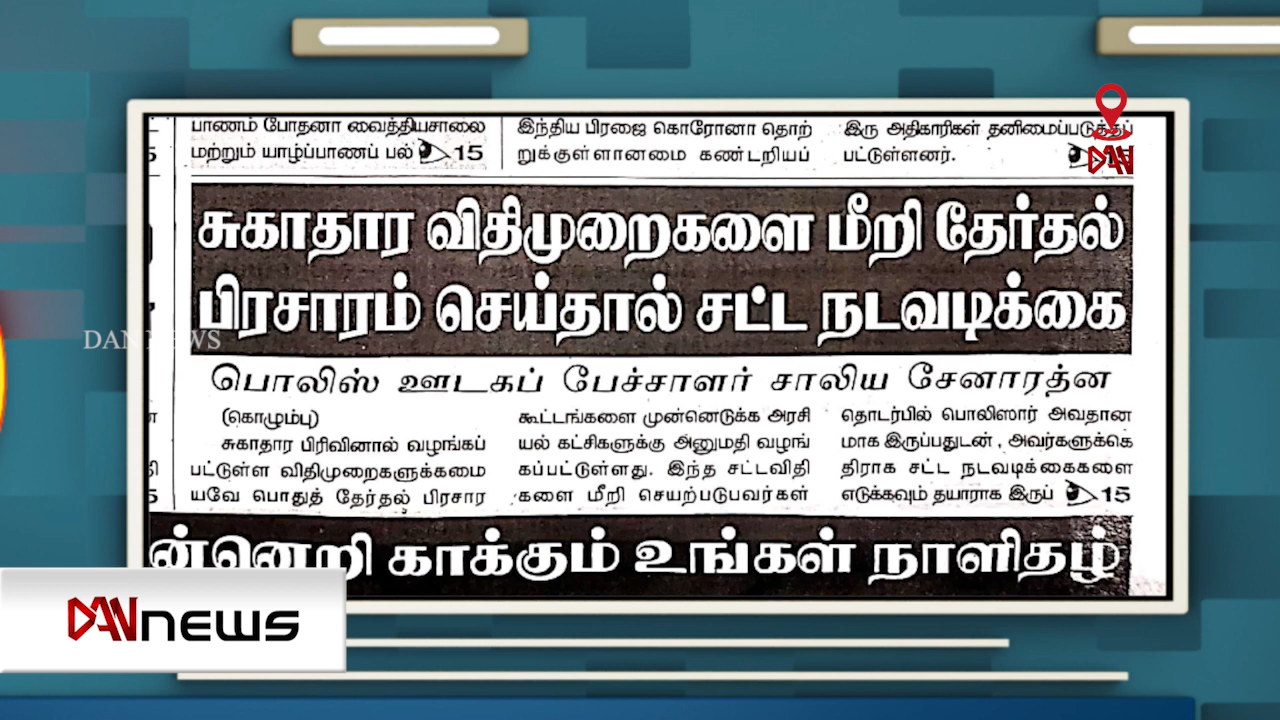 பாணம் போதனா வைத்தியசாலை
மற்றும் யாழ்ப்பாணப் பல் 15
இந்திய பிரஜை கொரோனா தொற்
றுக்குள்ளானமை கண்டறியப்
இரு அதிகாரிகள் தனிமைப்படுத்தப்
பட்டுள்ளனர்.
DAN
சுகாதார விதிமுறைகளை மீறி தேர்தல்
பிரசாரம் செய்தால் சட்ட நடவடிக்கை
DAN NEWS
பொலிஸ் ஊடகப் பேச்சாளர் சாலிய சேனாரத்ன
(கொழும்பு)
சுகாதார பிரிவினால் வழங்கப்
பட்டுள்ள விதிமுறைகளுக்கமை
யவே பொதுத் தேர்தல் பிரசார
கூட்டங்களை முன்னெடுக்க அரசி
யல் கட்சிகளுக்கு அனுமதி வழங்
கப்பட்டுள்ளது. இந்த சட்டவிதி
களை மீறி செயற்படுபவர்கள்
தொடர்பில் பொலிஸார் அவதான
மாக இருப்பதுடன், அவர்களுக்கெ
திராக சட்ட நடவடிக்கைகளை
எடுக்கவும் தயாராக இருப் 15
ன்னெறி காக்கும் உங்கள் நாளிதழ்
DAN news